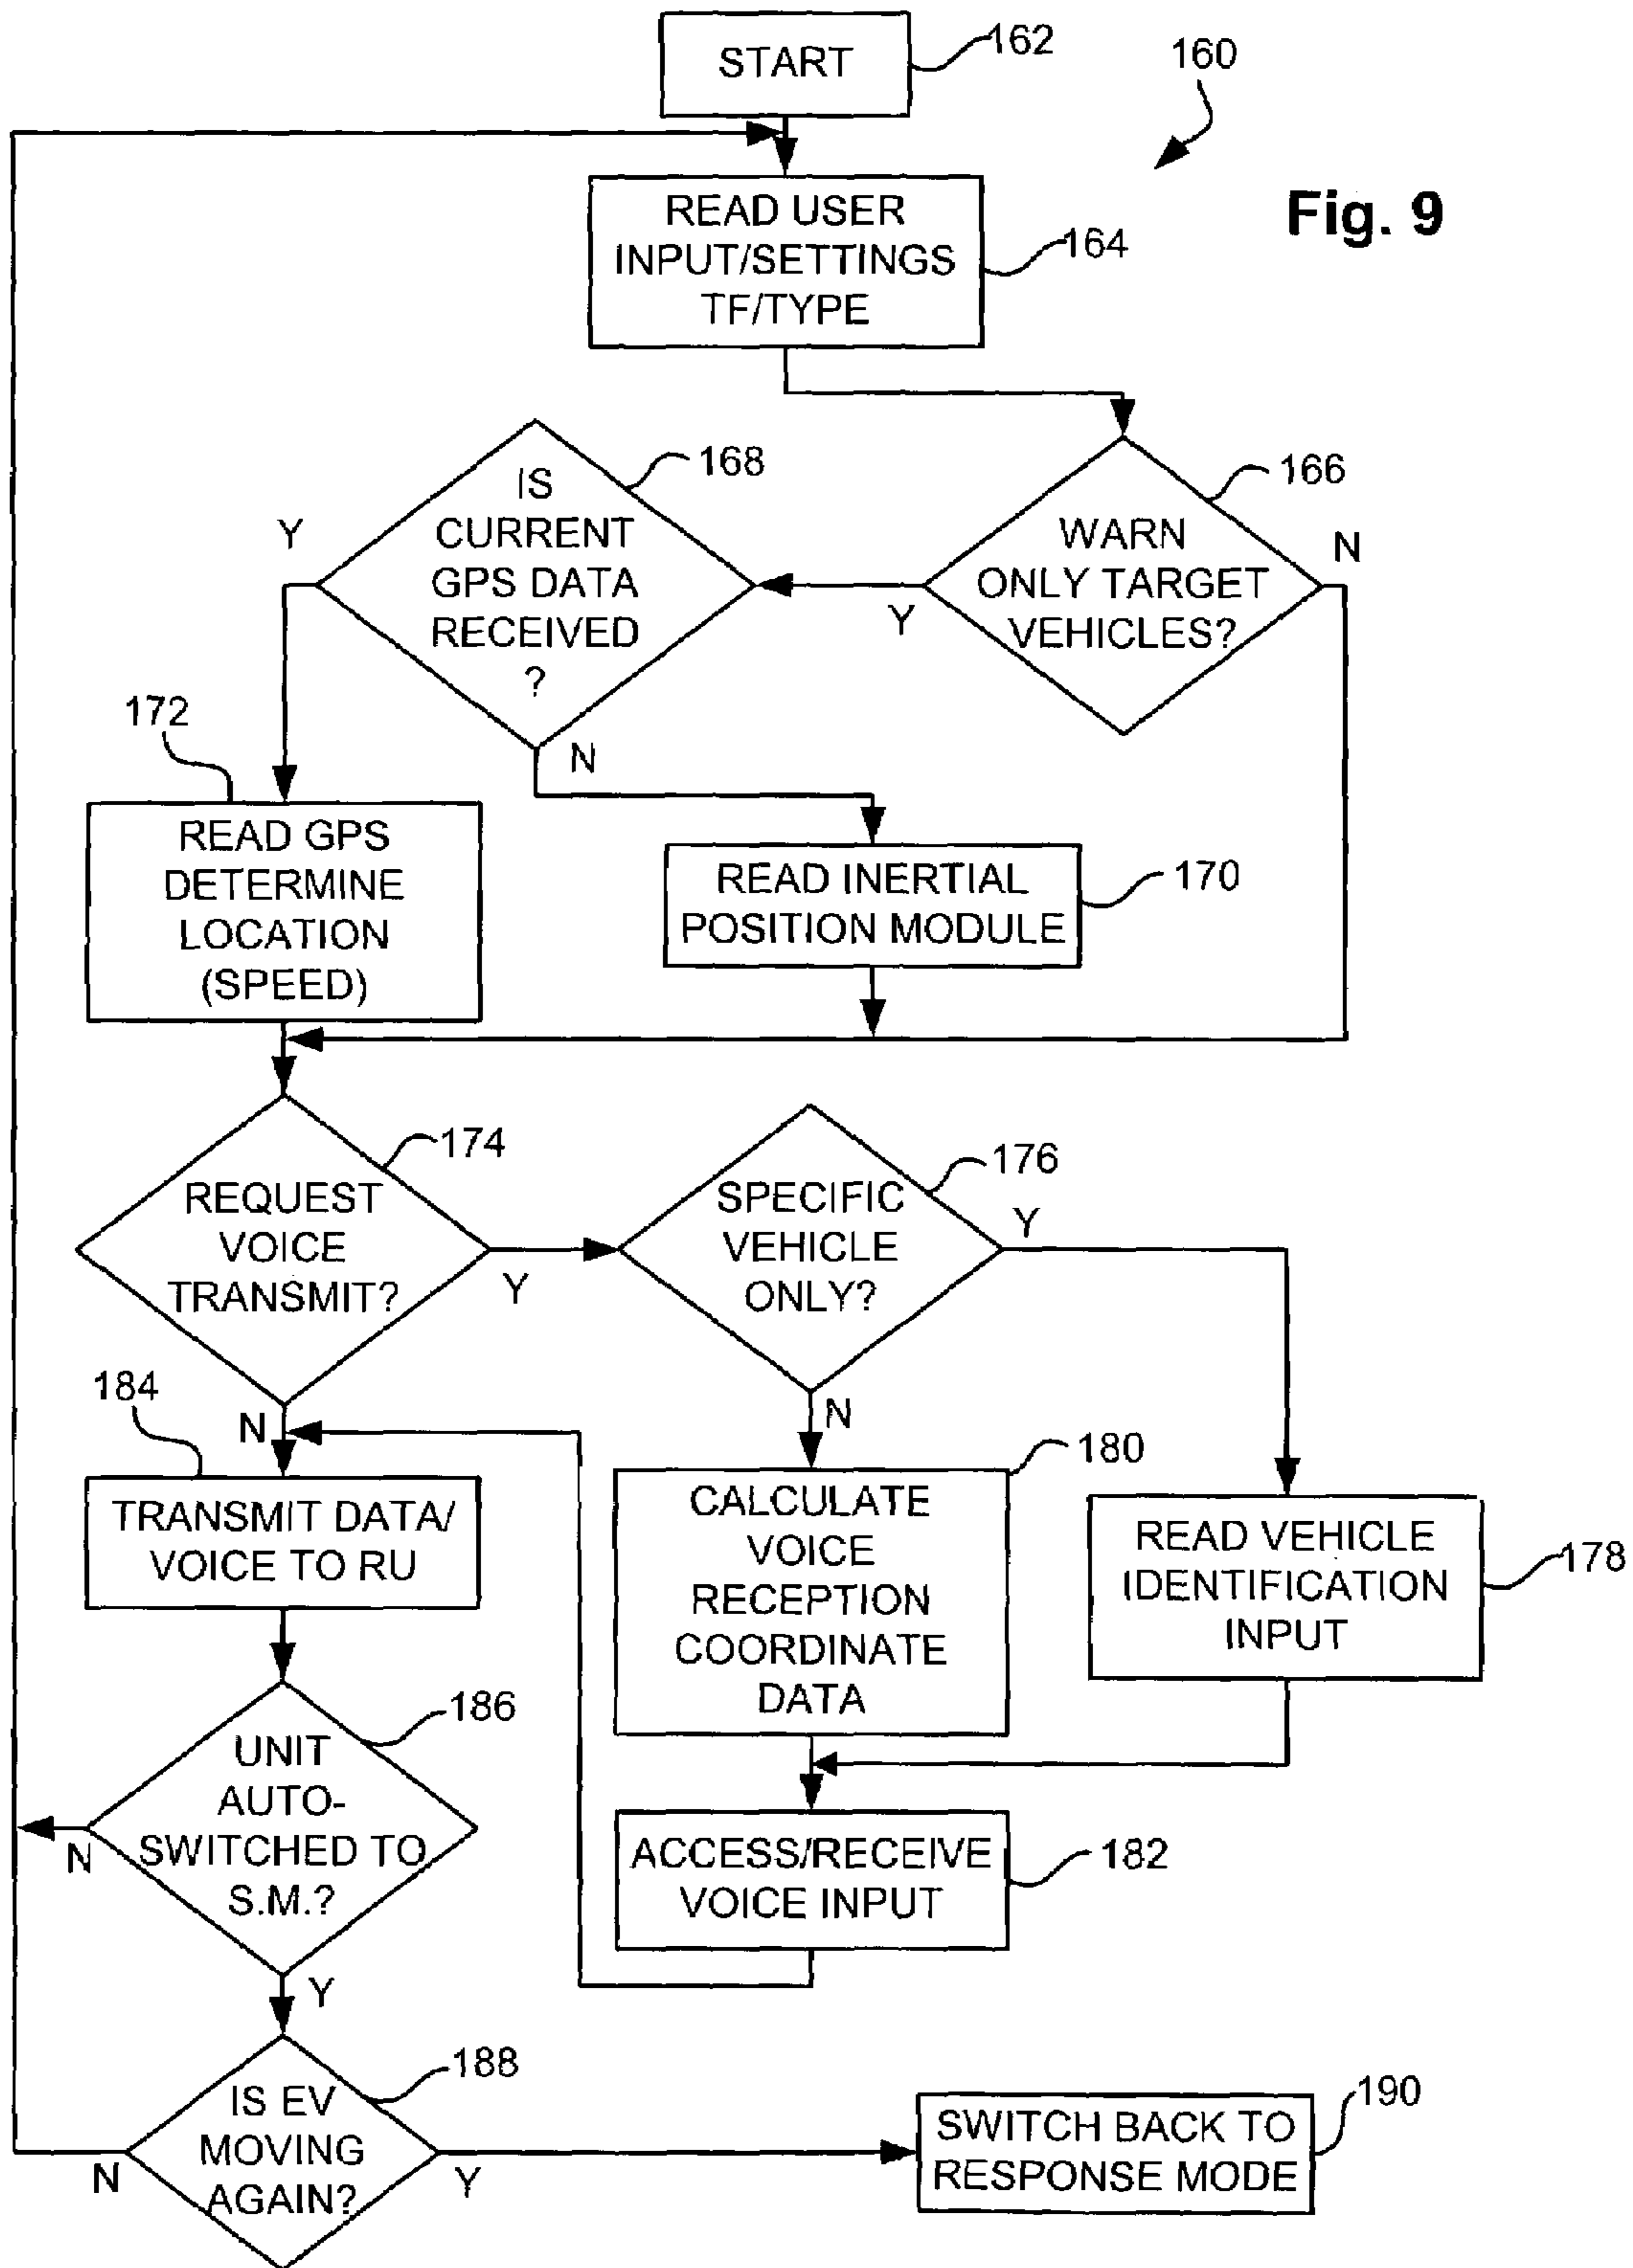 START
162
160
Fig. 9
READ USER
INPUT/SETTINGS
TF/TYPE
164
168
IS
CURRENT
GPS DATA
RECEIVED
?
Y
N
166
WARN
ONLY TARGET
VEHICLES?
N
Y
172
READ GPS
DETERMINE
LOCATION
(SPEED)
READ INERTIAL
POSITION MODULE
170
174
REQUEST
VOICE
TRANSMIT?
Y
N
176
SPECIFIC
VEHICLE
ONLY?
Y
N
184
TRANSMIT DATA/
VOICE TO RU
180
CALCULATE
VOICE
RECEPTION
COORDINATE
DATA
READ VEHICLE
IDENTIFICATION
INPUT
178
186
UNIT
AUTO-
SWITCHED TO
S.M.?
N
Y
ACCESS/RECEIVE
VOICE INPUT
182
188
IS EV
MOVING
AGAIN?
N
Y
SWITCH BACK TO
RESPONSE MODE
190